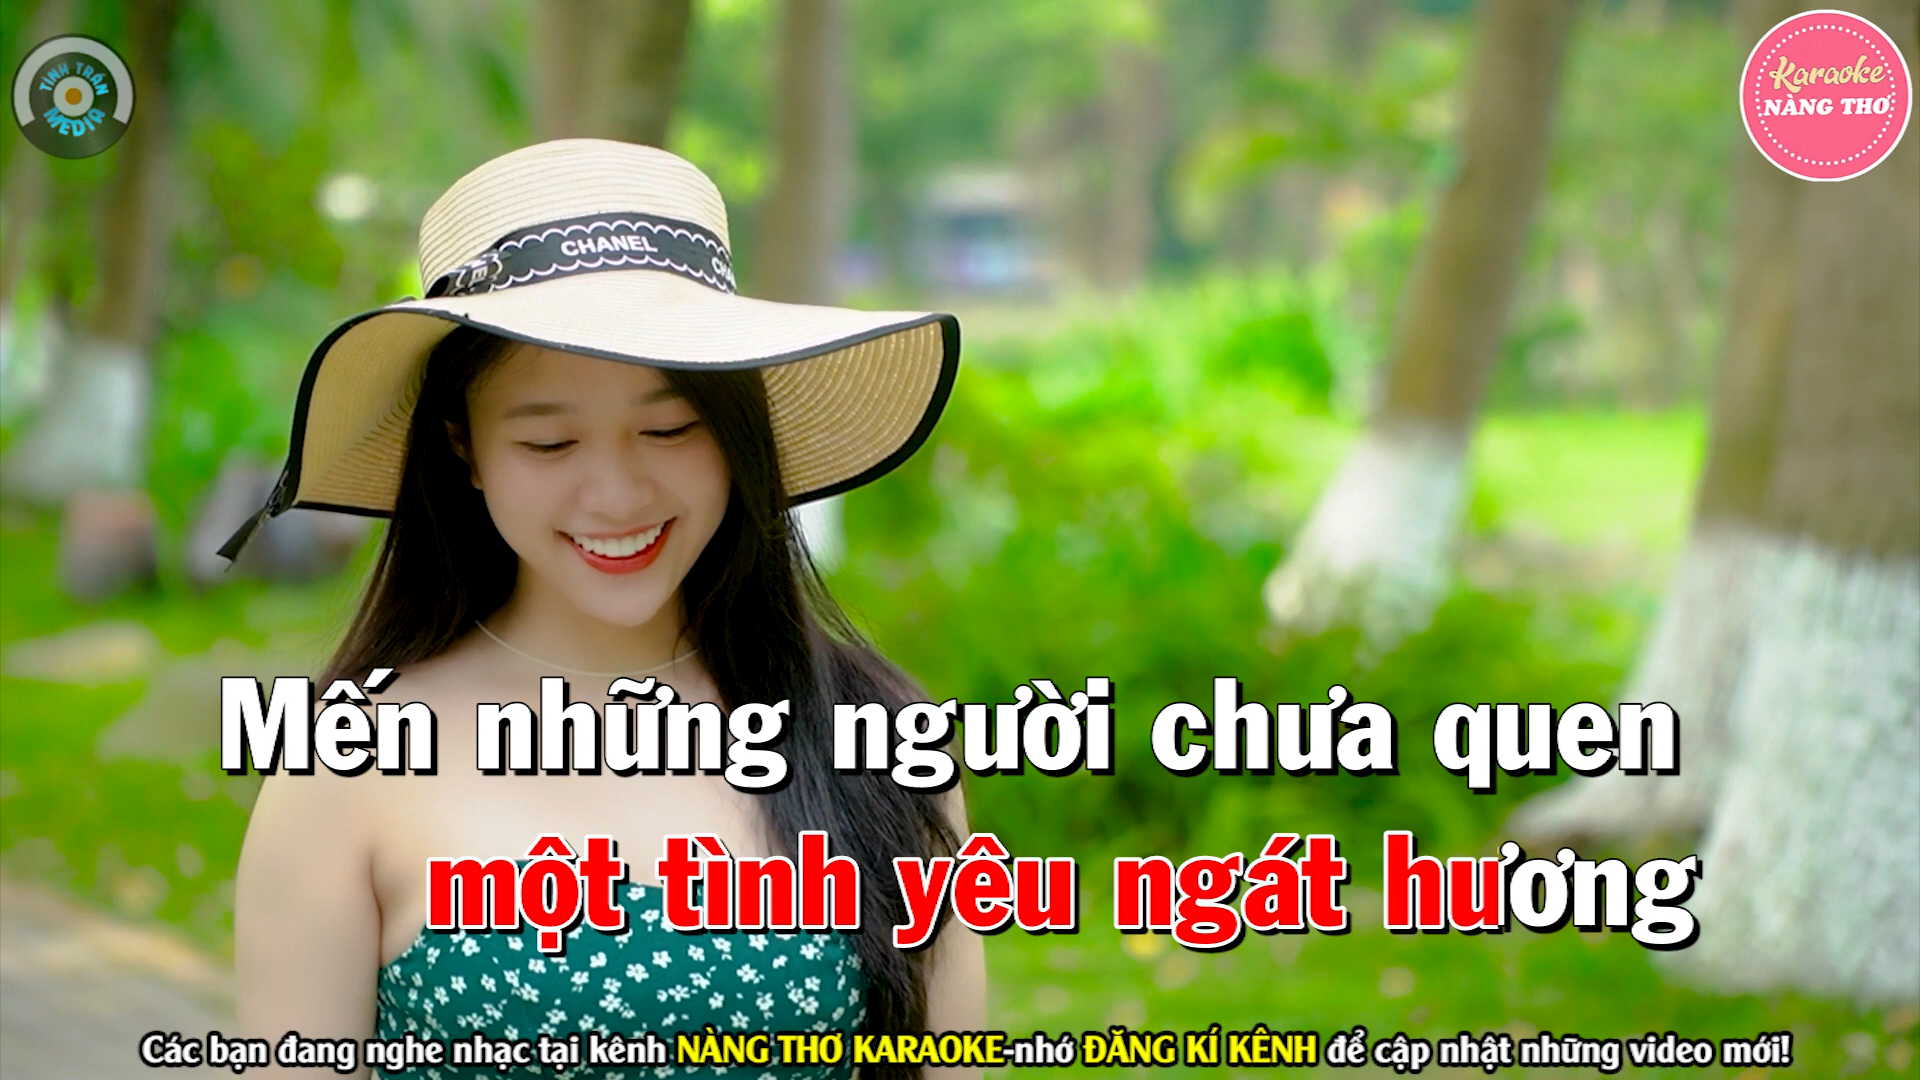 TÌNH TRẦN
MEDIA
Karaoke
NÀNG THƠ
CHANEL
Mến những người chưa quen
một tình yêu ngát hương
Các bạn đang nghe nhạc tại kênh NÀNG THƠ KARAOKE-nhớ ĐĂNG KÍ KÊNH để cập nhật những video mới!